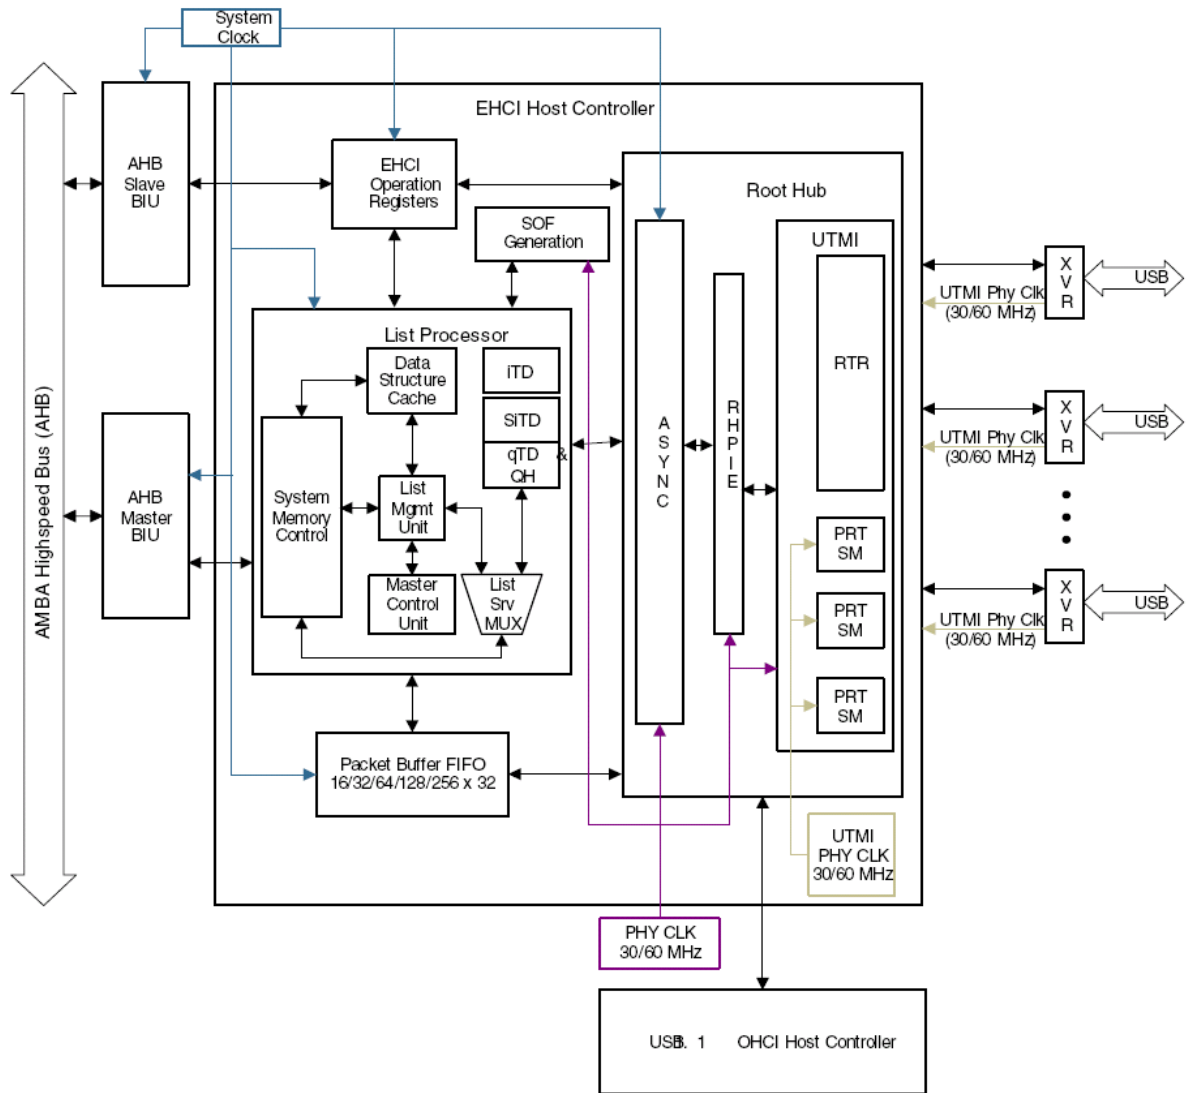 System
Clock
EHCI Host Controller
AHB
Slave
BIU
EHCI
Operation
Registers
Root Hub
SOF
Generation
UTMI
X
V
R
USB
UTMI Phy Clk
(30/60 MHz)
List Processor
Data
Structure
Cache
iTD
SiTD
qTD &
QH
RTR
A
S
Y
N
C
R
H
P
I
E
X
V
R
USB
UTMI Phy Clk
(30/60 MHz)
AMBA Highspeed Bus (AHB)
AHB
Master
BIU
System
Memory
Control
List
Mgmt
Unit
Master
Control
Unit
List
Srv
MUX
PRT
SM
PRT
SM
PRT
SM
X
V
R
USB
UTMI Phy Clk
(30/60 MHz)
Packet Buffer FIFO
16/32/64/128/256 x 32
UTMI
PHY CLK
30/60 MHz
PHY CLK
30/60 MHz
OHCI Host Controller